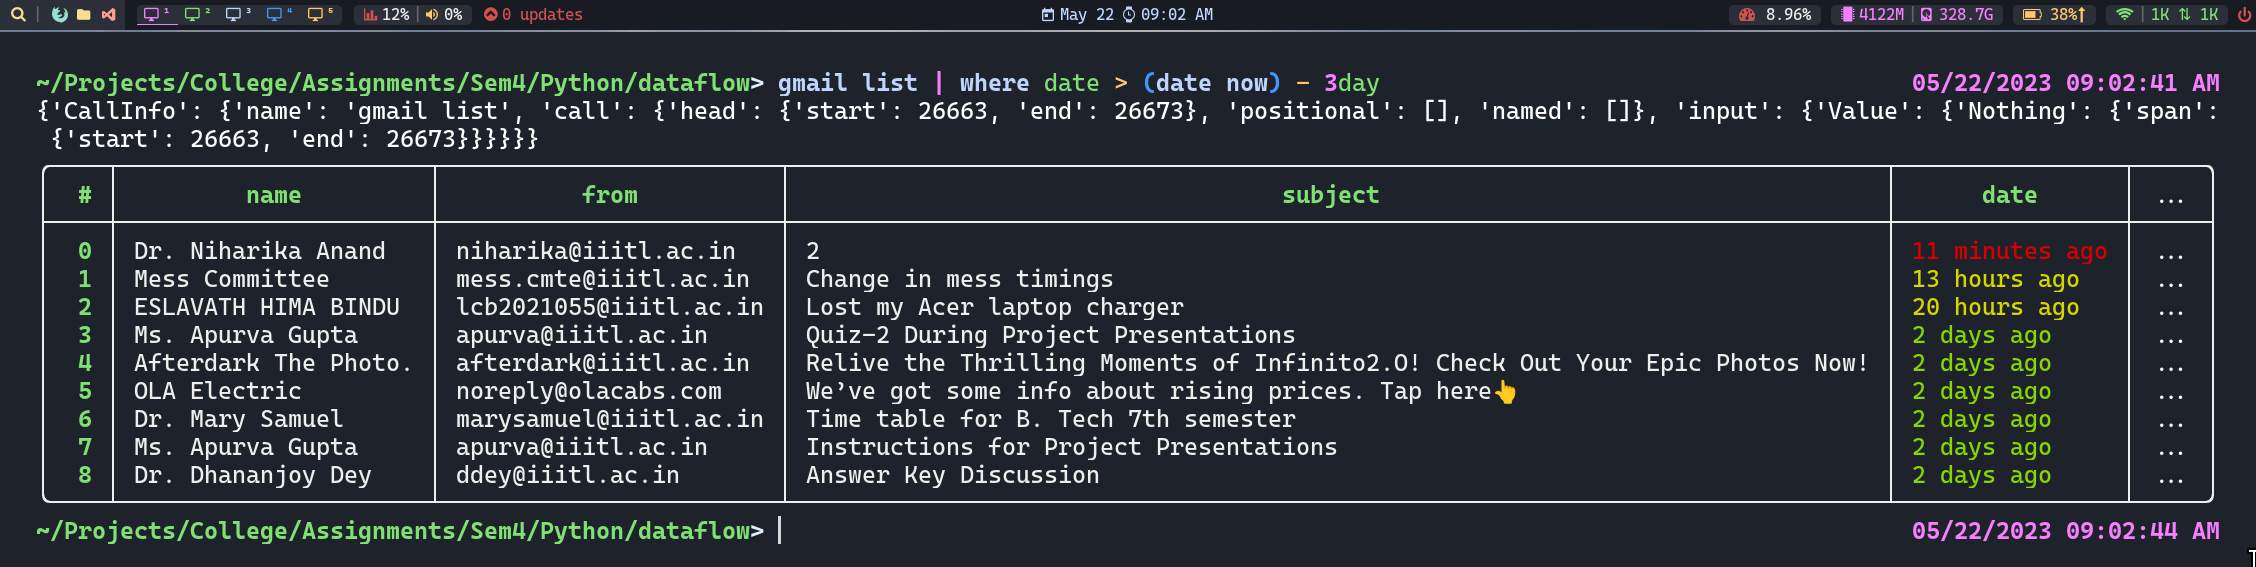 1 2 3 4 5 12% 0% 0 updates May 22 09:02 AM 8.96% 4122M 328.7G 38% 1K ⇅ 1K
~/Projects/College/Assignments/Sem4/Python/dataflow> gmail list | where date > (date now) - 3day 05/22/2023 09:02:41 AM
{'CallInfo': {'name': 'gmail list', 'call': {'head': {'start': 26663, 'end': 26673}, 'positional': [], 'named': []}, 'input': {'Value': {'Nothing': {'span':
{'start': 26663, 'end': 26673}}}}}}
# name from subject date ...
0 Dr. Niharika Anand niharika@iiitl.ac.in 2 11 minutes ago ...
1 Mess Committee mess.cmte@iiitl.ac.in Change in mess timings 13 hours ago ...
2 ESLAVATH HIMA BINDU lcb2021055@iiitl.ac.in Lost my Acer laptop charger 20 hours ago ...
3 Ms. Apurva Gupta apurva@iiitl.ac.in Quiz-2 During Project Presentations 2 days ago ...
4 Afterdark The Photo. afterdark@iiitl.ac.in Relive the Thrilling Moments of Infinito2.O! Check Out Your Epic Photos Now! 2 days ago ...
5 OLA Electric noreply@olacabs.com We’ve got some info about rising prices. Tap here👆 2 days ago ...
6 Dr. Mary Samuel marysamuel@iiitl.ac.in Time table for B. Tech 7th semester 2 days ago ...
7 Ms. Apurva Gupta apurva@iiitl.ac.in Instructions for Project Presentations 2 days ago ...
8 Dr. Dhananjoy Dey ddey@iiitl.ac.in Answer Key Discussion 2 days ago ...
~/Projects/College/Assignments/Sem4/Python/dataflow> 05/22/2023 09:02:44 AM